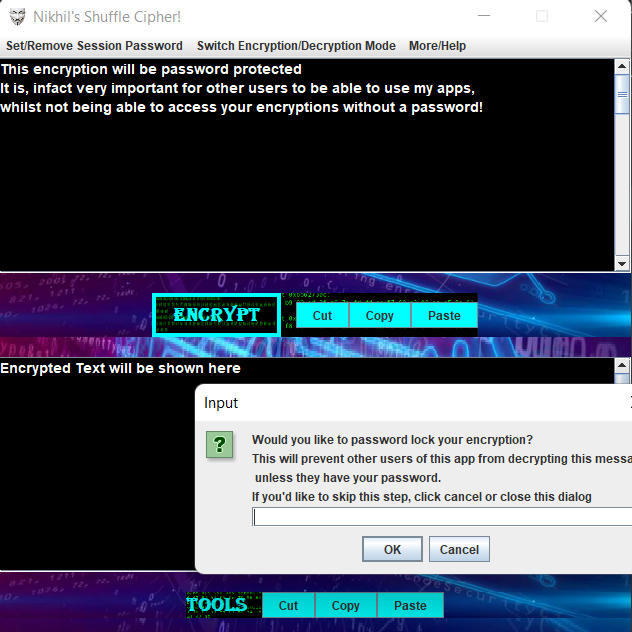 Nikhil's Shuffle Cipher!
Set/Remove Session Password Switch Encryption/Decryption Mode More/Help
This encryption will be password protected
It is, infact very important for other users to be able to use my apps,
whilst not being able to access your encryptions without a password!
ENCRYPT Cut Copy Paste
Encrypted Text will be shown here
Input
Would you like to password lock your encryption?
This will prevent other users of this app from decrypting this messa
unless they have your password.
If you'd like to skip this step, click cancel or close this dialog
OK Cancel
TOOLS Cut Copy Paste